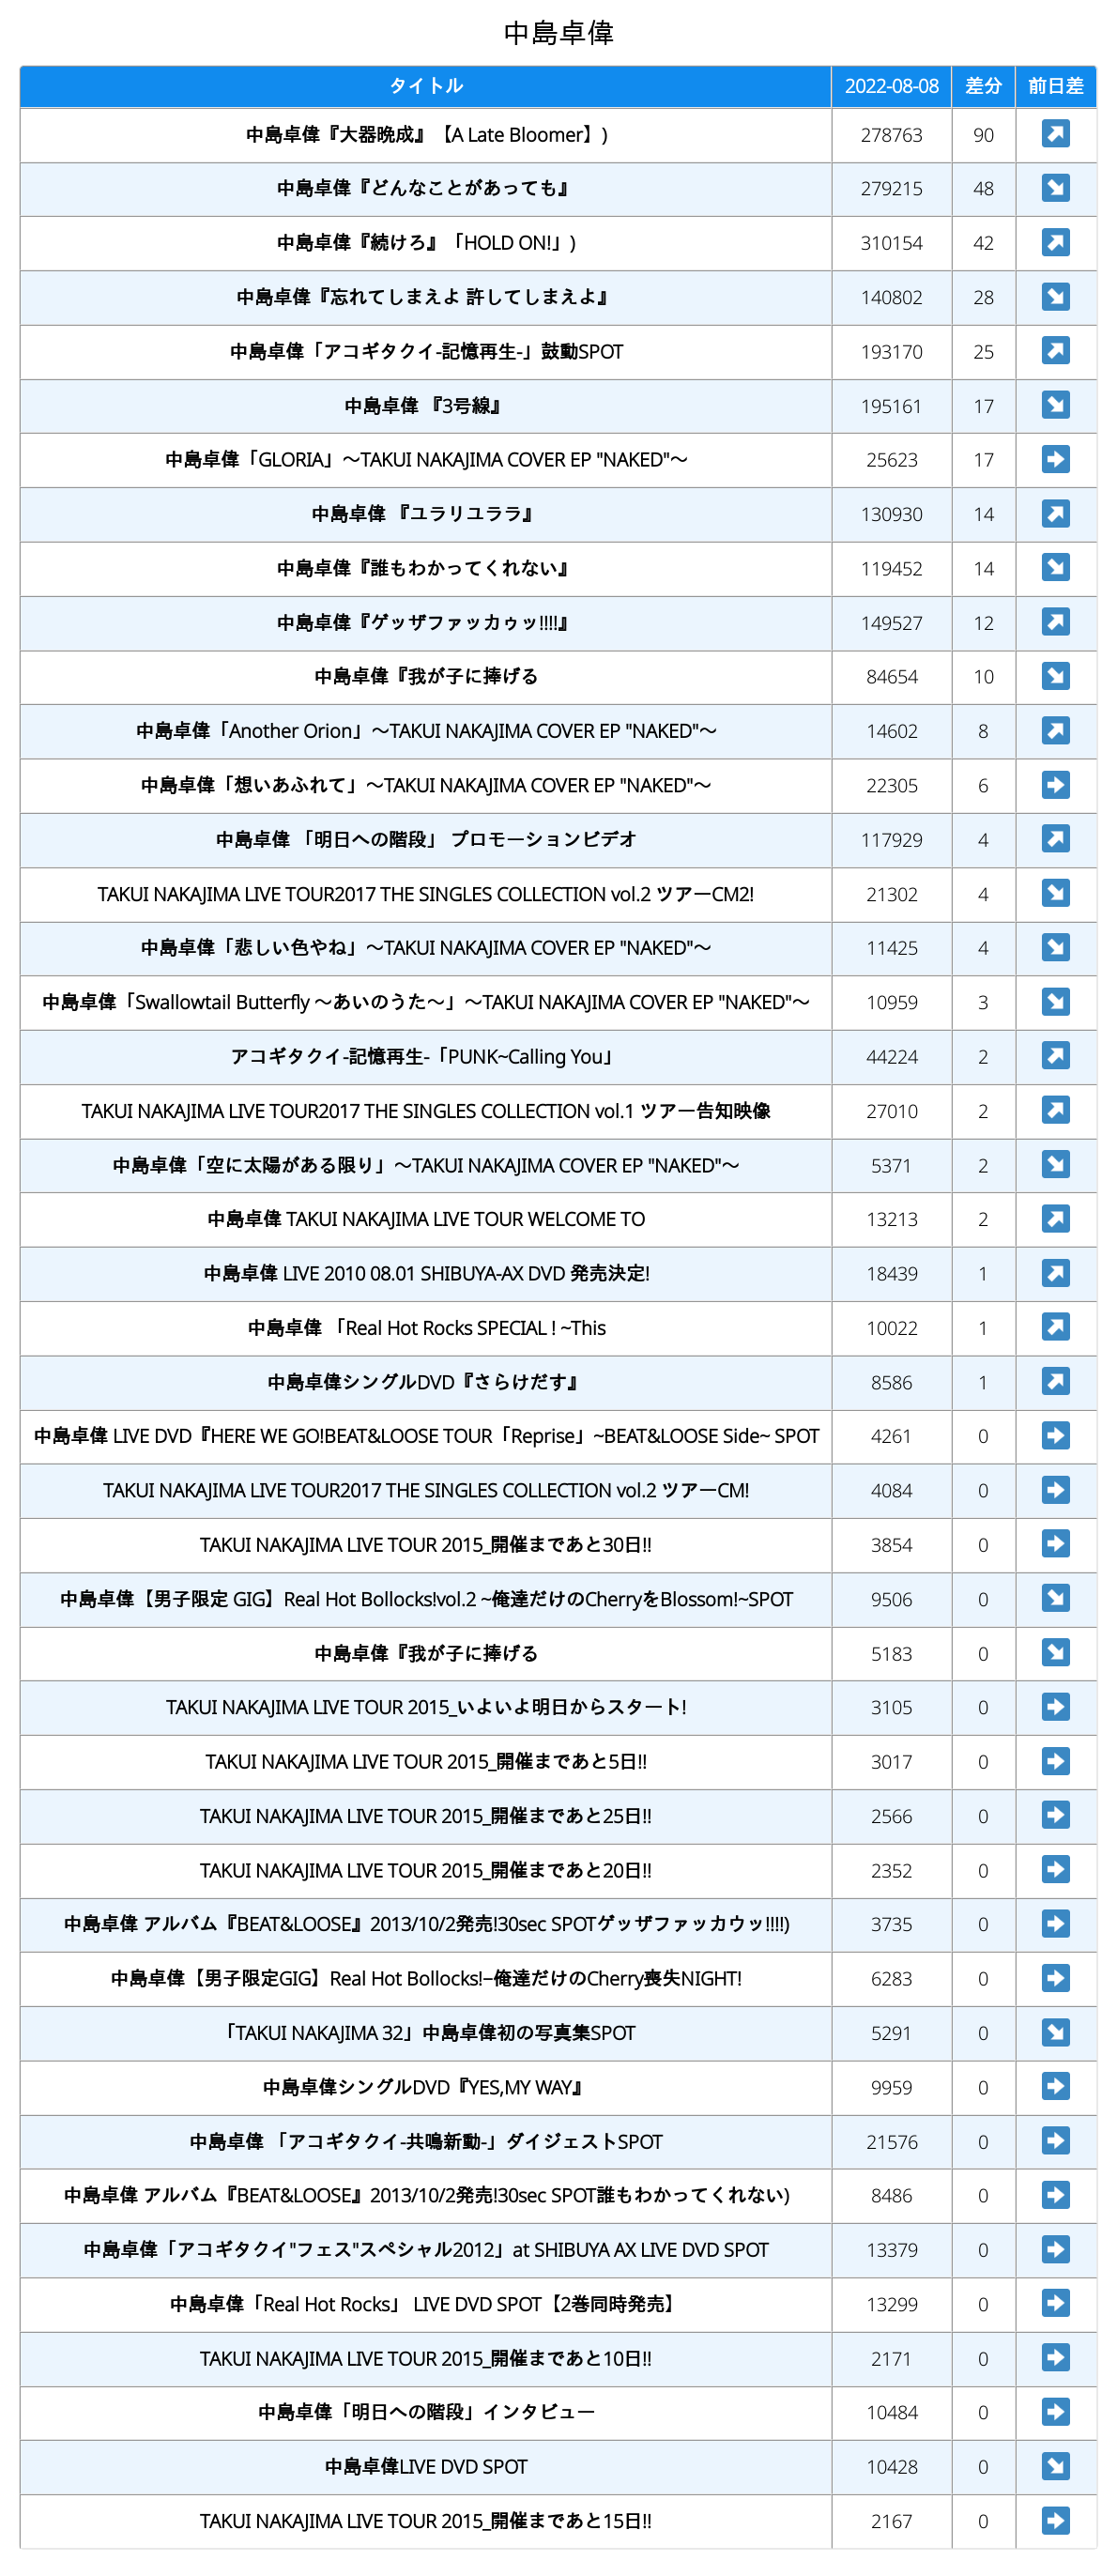 中島卓偉
タイトル 2022-08-08 差分 前日差
中島卓偉『大器晩成』【A Late Bloomer】) 278763 90
中島卓偉『どんなことがあっても』 279215 48
中島卓偉『続けろ』「HOLD ON!」) 310154 42
中島卓偉『忘れてしまえよ 許してしまえよ』 140802 28
中島卓偉「アコギタクイ-記憶再生-」鼓動SPOT 193170 25
中島卓偉 『3号線』 195161 17
中島卓偉「GLORIA」〜TAKUI NAKAJIMA COVER EP "NAKED"〜 25623 17
中島卓偉 『ユラリユララ』 130930 14
中島卓偉『誰もわかってくれない』 119452 14
中島卓偉『ゲッザファッカゥッ!!!!』 149527 12
中島卓偉『我が子に捧げる 84654 10
中島卓偉「Another Orion」〜TAKUI NAKAJIMA COVER EP "NAKED"〜 14602 8
中島卓偉「想いあふれて」〜TAKUI NAKAJIMA COVER EP "NAKED"〜 22305 6
中島卓偉 「明日への階段」 プロモーションビデオ 117929 4
TAKUI NAKAJIMA LIVE TOUR2017 THE SINGLES COLLECTION vol.2 ツアーCM2! 21302 4
中島卓偉「悲しい色やね」〜TAKUI NAKAJIMA COVER EP "NAKED"〜 11425 4
中島卓偉「Swallowtail Butterfly 〜あいのうた〜」〜TAKUI NAKAJIMA COVER EP "NAKED"〜 10959 3
アコギタクイ-記憶再生-「PUNK~Calling You」 44224 2
TAKUI NAKAJIMA LIVE TOUR2017 THE SINGLES COLLECTION vol.1 ツアー告知映像 27010 2
中島卓偉「空に太陽がある限り」〜TAKUI NAKAJIMA COVER EP "NAKED"〜 5371 2
中島卓偉 TAKUI NAKAJIMA LIVE TOUR WELCOME TO 13213 2
中島卓偉 LIVE 2010 08.01 SHIBUYA-AX DVD 発売決定! 18439 1
中島卓偉 「Real Hot Rocks SPECIAL ! ~This 10022 1
中島卓偉シングルDVD『さらけだす』 8586 1
中島卓偉 LIVE DVD『HERE WE GO!BEAT&LOOSE TOUR「Reprise」~BEAT&LOOSE Side~ SPOT 4261 0
TAKUI NAKAJIMA LIVE TOUR2017 THE SINGLES COLLECTION vol.2 ツアーCM! 4084 0
TAKUI NAKAJIMA LIVE TOUR 2015_開催まであと30日!! 3854 0
中島卓偉【男子限定 GIG】Real Hot Bollocks!vol.2 ~俺達だけのCherryをBlossom!~SPOT 9506 0
中島卓偉『我が子に捧げる 5183 0
TAKUI NAKAJIMA LIVE TOUR 2015_いよいよ明日からスタート! 3105 0
TAKUI NAKAJIMA LIVE TOUR 2015_開催まであと5日!! 3017 0
TAKUI NAKAJIMA LIVE TOUR 2015_開催まであと25日!! 2566 0
TAKUI NAKAJIMA LIVE TOUR 2015_開催まであと20日!! 2352 0
中島卓偉 アルバム『BEAT&LOOSE』2013/10/2発売!30sec SPOTゲッザファッカウッ!!!!) 3735 0
中島卓偉【男子限定GIG】Real Hot Bollocks!–俺達だけのCherry喪失NIGHT! 6283 0
「TAKUI NAKAJIMA 32」中島卓偉初の写真集SPOT 5291 0
中島卓偉シングルDVD『YES,MY WAY』 9959 0
中島卓偉 「アコギタクイ-共鳴新動-」ダイジェストSPOT 21576 0
中島卓偉 アルバム『BEAT&LOOSE』2013/10/2発売!30sec SPOT誰もわかってくれない) 8486 0
中島卓偉「アコギタクイ"フェス"スペシャル2012」at SHIBUYA AX LIVE DVD SPOT 13379 0
中島卓偉「Real Hot Rocks」 LIVE DVD SPOT【2巻同時発売】 13299 0
TAKUI NAKAJIMA LIVE TOUR 2015_開催まであと10日!! 2171 0
中島卓偉「明日への階段」インタビュー 10484 0
中島卓偉LIVE DVD SPOT 10428 0
TAKUI NAKAJIMA LIVE TOUR 2015_開催まであと15日!! 2167 0